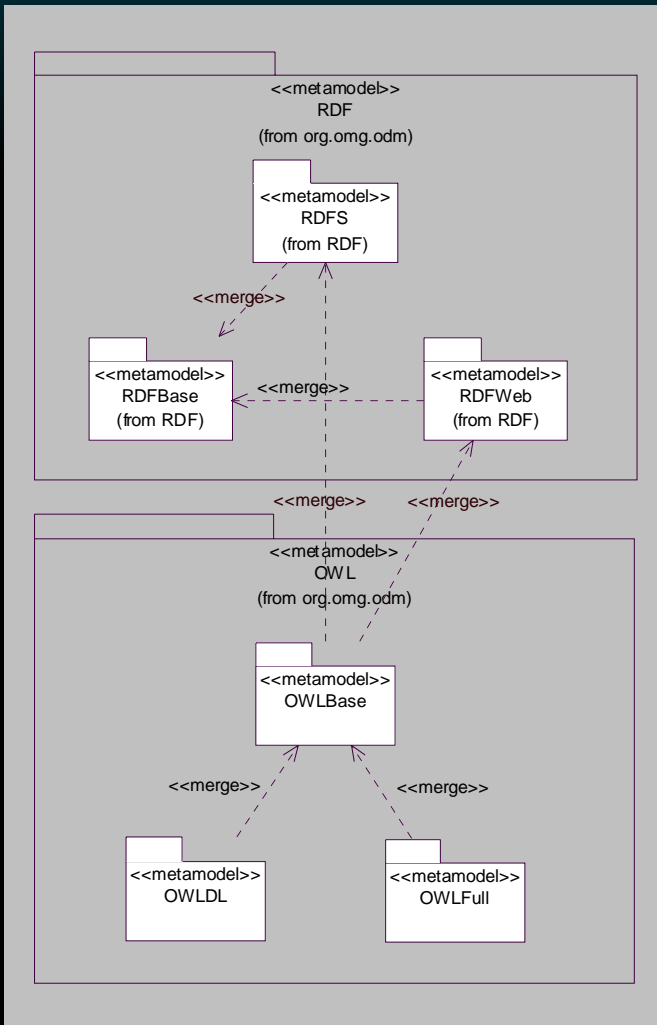 <<metamodel>>
RDF
(from org.omg.odm)
<<metamodel>>
RDFS
(from RDF)
<<merge>>
<<metamodel>>
RDFBase
(from RDF)
<<merge>>
<<metamodel>>
RDFWeb
(from RDF)
<<merge>>
<<merge>>
<<metamodel>>
OWL
(from org.omg.odm)
<<metamodel>>
OWLBase
<<merge>>
<<merge>>
<<metamodel>>
OWLDL
<<metamodel>>
OWLFull